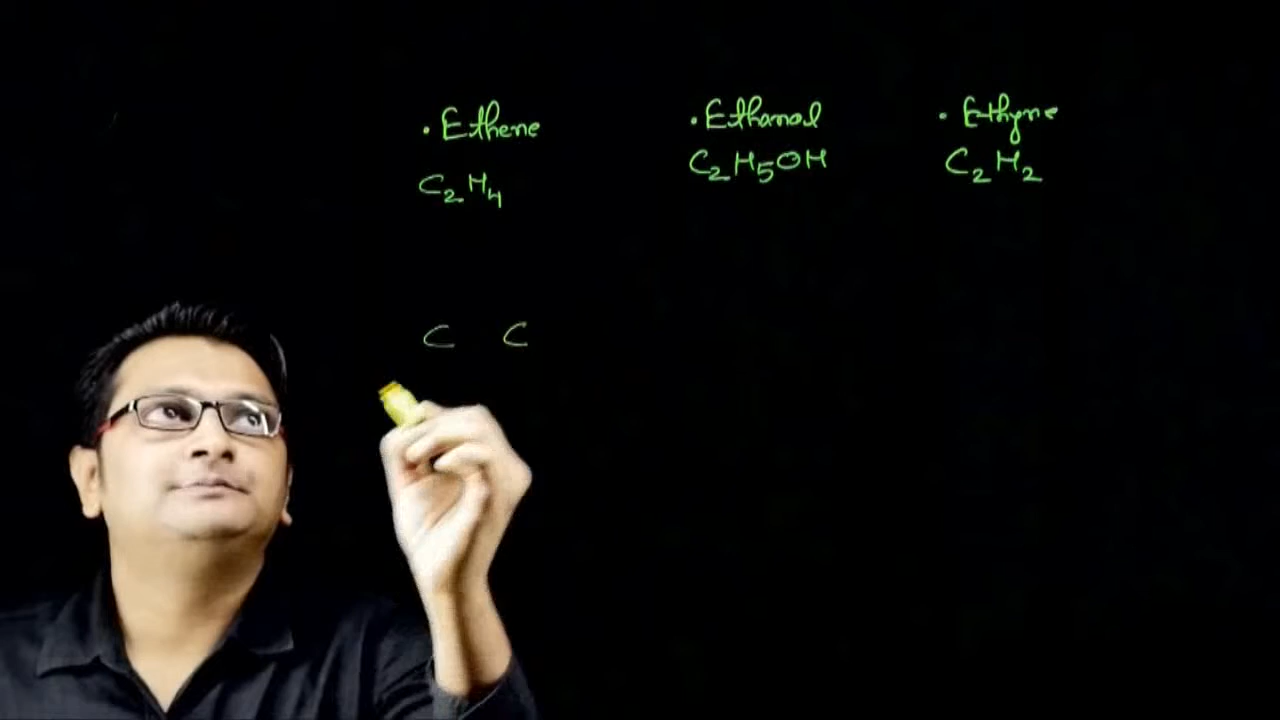 · Ethene
C₂H₄
· Ethanol
C₂H₅OH
· Ethyne
C₂H₂
C C